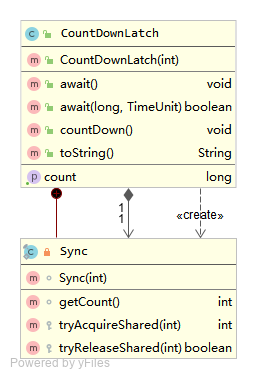 C CountDownLatch
m CountDownLatch(int)
m await() void
m await(long, TimeUnit) boolean
m countDown() void
m toString() String
p count long
1
1
«create»
C Sync
m Sync(int)
m getCount() int
m tryAcquireShared(int) int
m tryReleaseShared(int) boolean
Powered by yFiles